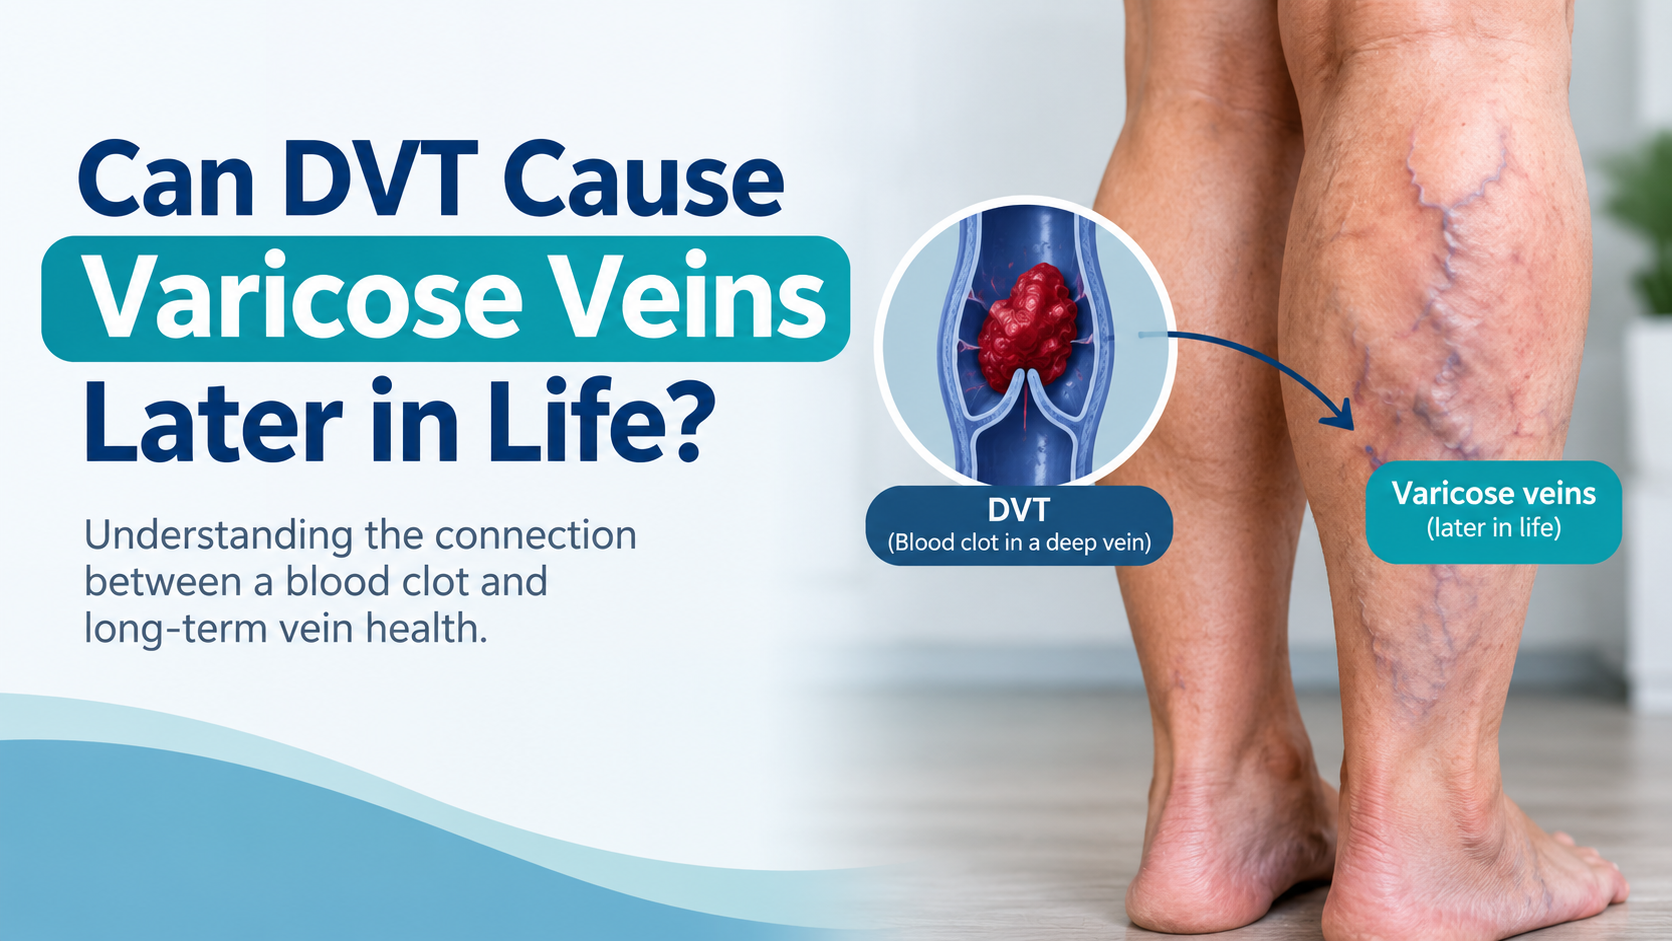 Can DVT Cause
Varicose Veins
Later in Life?
Understanding the connection
between a blood clot and
long-term vein health.
DVT
(Blood clot in a deep vein)
Varicose veins
(later in life)